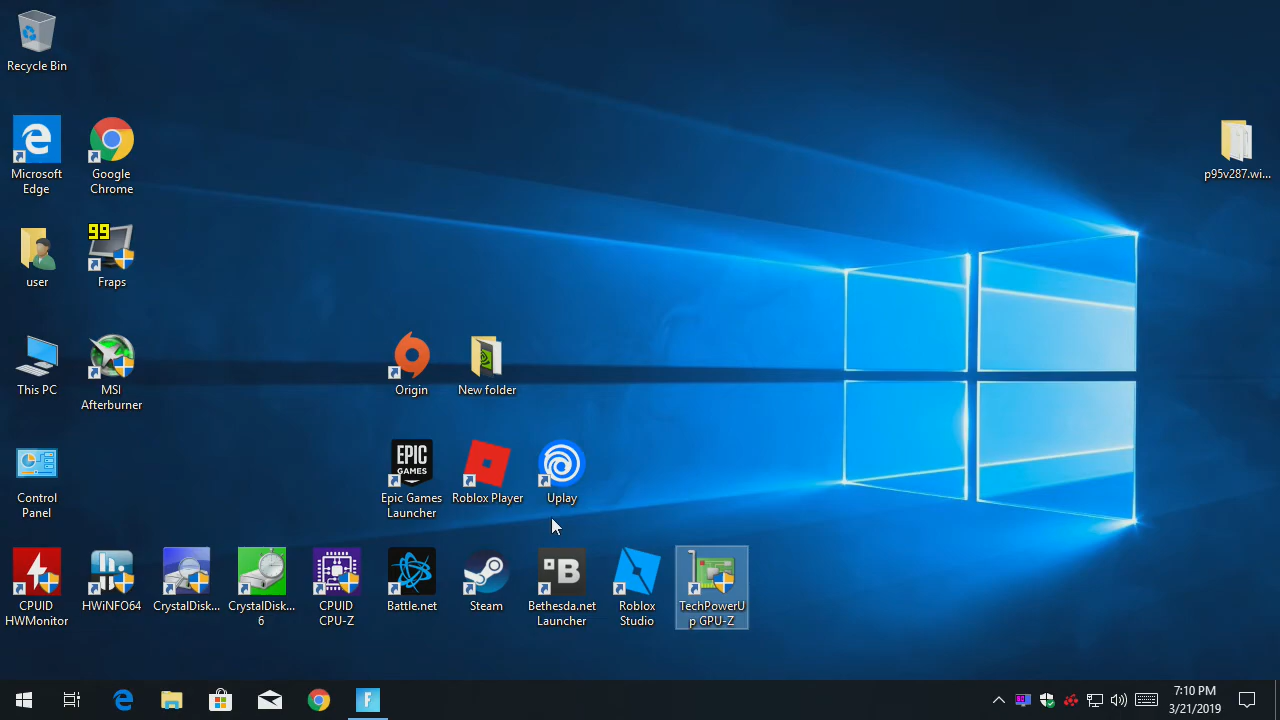 Recycle Bin
Microsoft
Edge
Google
Chrome
p95v287.wi...
user
99
Fraps
This PC
MSI
Afterburner
Origin
New folder
Control
Panel
EPIC
GAMES
Epic Games
Launcher
Roblox Player
Uplay
CPUID
HWMonitor
HWiNFO64
CrystalDisk...
CrystalDisk...
6
CPUID
CPU-Z
Battle.net
Steam
B
Bethesda.net
Launcher
Roblox
Studio
TechPowerU
p GPU-Z
F
7:10 PM
3/21/2019